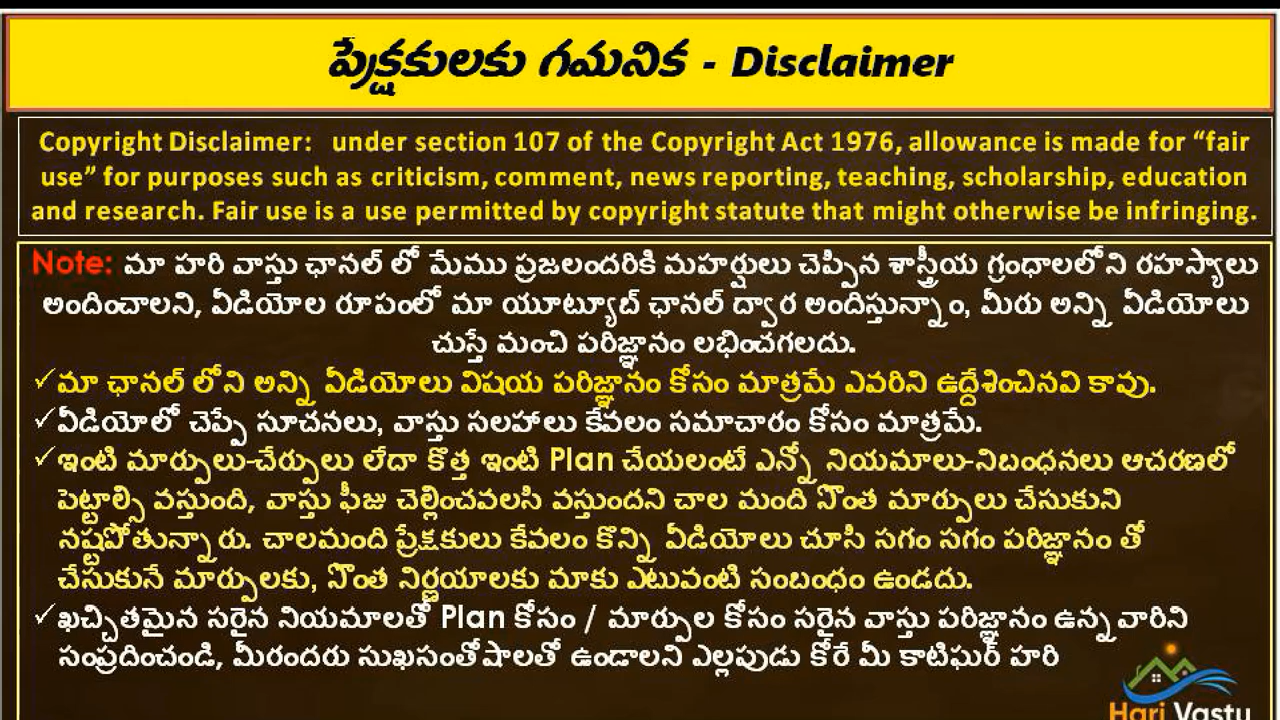 ప్రేక్షకులకు గమనిక - Disclaimer
Copyright Disclaimer: under section 107 of the Copyright Act 1976, allowance is made for “fair
use” for purposes such as criticism, comment, news reporting, teaching, scholarship, education
and research. Fair use is a use permitted by copyright statute that might otherwise be infringing.
Note: మా హరి వాస్తు ఛానల్ లో మేము ప్రజలందరికి మహర్షులు చెప్పిన శాస్త్రీయ గ్రంధాలలోని రహస్యాలు
అందించాలని, వీడియోల రూపంలో మా యూట్యూబ్ ఛానల్ ద్వార అందిస్తున్నాం, మీరు అన్ని వీడియోలు
చుస్తే మంచి పరిజ్ఞానం లభించగలదు.
✓మా ఛానల్ లోని అన్ని వీడియోలు విషయ పరిజ్ఞానం కోసం మాత్రమే ఎవరిని ఉద్దేశించినవి కావు.
✓వీడియోలో చెప్పే సూచనలు, వాస్తు సలహాలు కేవలం సమాచారం కోసం మాత్రమే.
✓ఇంటి మార్పులు-చేర్పులు లేదా కొత్త ఇంటి Plan చేయలంటే ఎన్నో నియమాలు-నిబంధనలు ఆచరణలో
పెట్టాల్సి వస్తుంది, వాస్తు ఫీజు చెల్లించవలసి వస్తుందని చాల మంది సొంత మార్పులు చేసుకుని
నష్టపోతున్నారు. చాలమంది ప్రేక్షకులు కేవలం కొన్ని వీడియోలు చూసి సగం సగం పరిజ్ఞానం తో
చేసుకునే మార్పులకు, సొంత నిర్ణయాలకు మాకు ఎటువంటి సంబంధం ఉండదు.
✓ఖచ్చితమైన సరైన నియమాలతో Plan కోసం / మార్పుల కోసం సరైన వాస్తు పరిజ్ఞానం ఉన్నవారిని
సంప్రదించండి, మీరందరు సుఖసంతోషాలతో ఉండాలని ఎల్లపుడు కోరే మీ కాటిఘర్ హరి
Hari Vastu